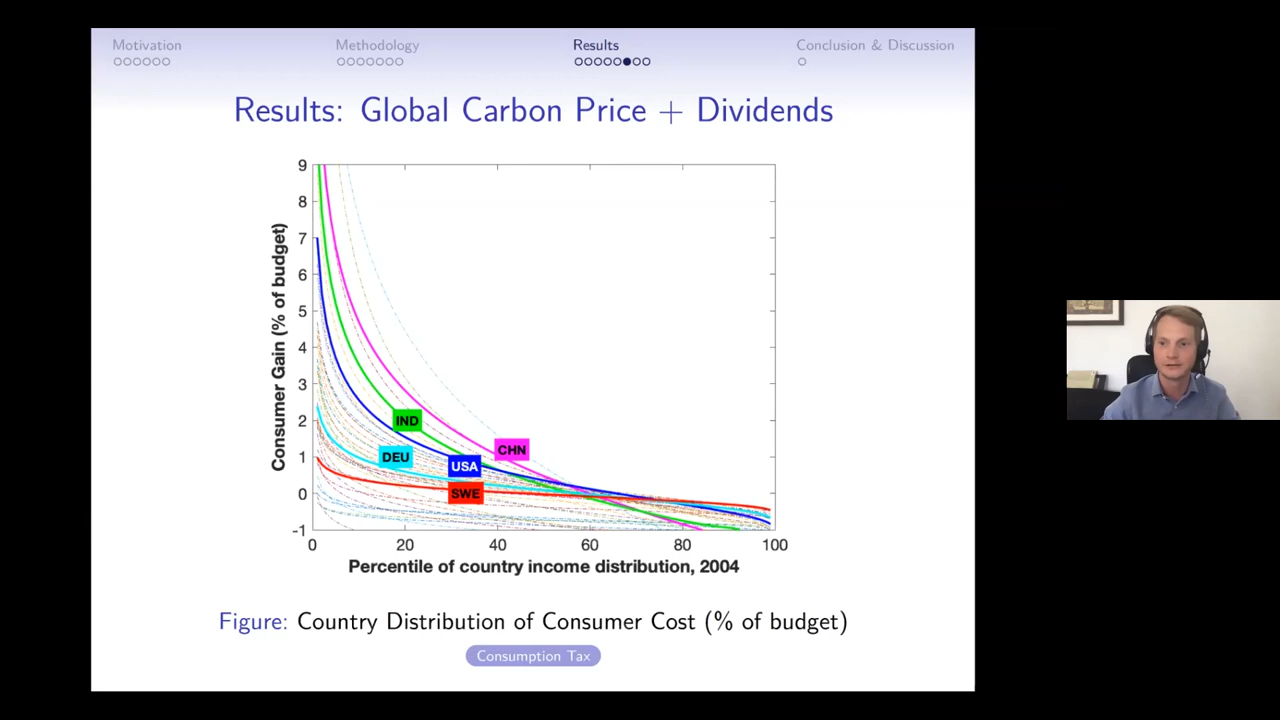 Motivation
Methodology
Results
Conclusion & Discussion
Results: Global Carbon Price + Dividends
9
8
7
6
5
4
3
2
1
0
-1
Consumer Gain (% of budget)
IND
CHN
DEU
USA
SWE
0 20 40 60 80 100
Percentile of country income distribution, 2004
Figure: Country Distribution of Consumer Cost (% of budget)
Consumption Tax